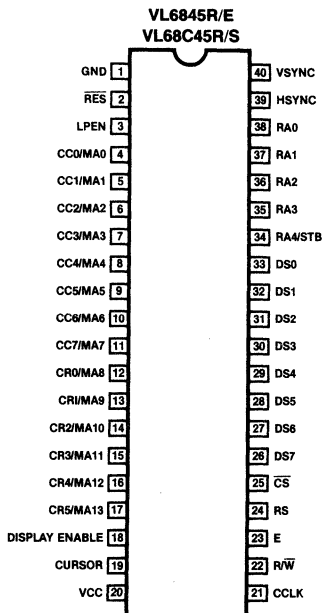 VL6845R/E
VL68C45R/S
GND 1 40 VSYNC
RES 2 39 HSYNC
LPEN 3 38 RA0
CC0/MA0 4 37 RA1
CC1/MA1 5 36 RA2
CC2/MA2 6 35 RA3
CC3/MA3 7 34 RA4/STB
CC4/MA4 8 33 DS0
CC5/MA5 9 32 DS1
CC6/MA6 10 31 DS2
CC7/MA7 11 30 DS3
CR0/MA8 12 29 DS4
CRI/MA9 13 28 DS5
CR2/MA10 14 27 DS6
CR3/MA11 15 26 DS7
CR4/MA12 16 25 CS
CR5/MA13 17 24 RS
DISPLAY ENABLE 18 23 E
CURSOR 19 22 R/W
VCC 20 21 CCLK